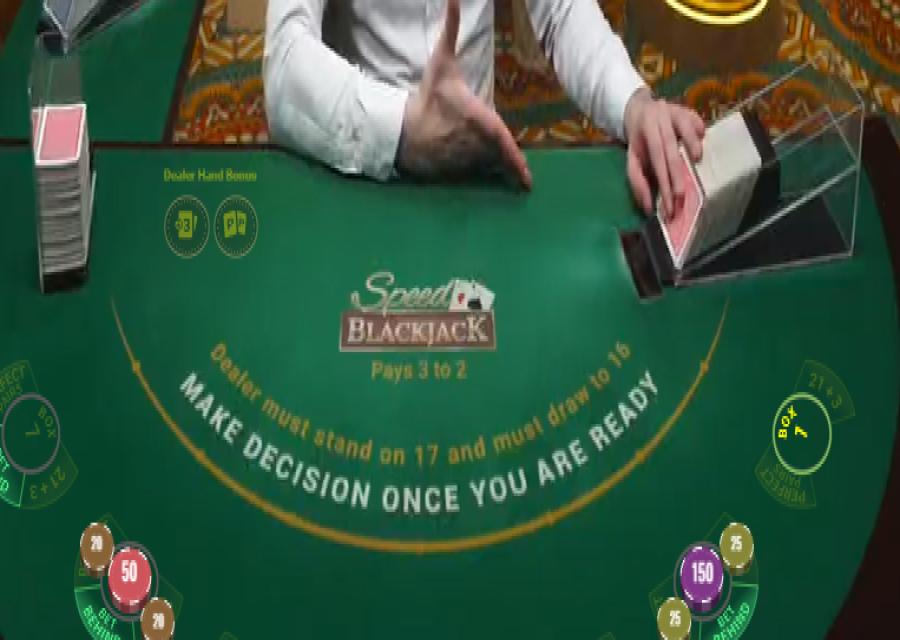 Dealer Hand Bonus
Speed
BLACKJACK
Pays 3 to 2
Dealer must stand on 17 and must draw to 16
MAKE DECISION ONCE YOU ARE READY
BOX
7
21+3
21+3
BOX
7
PERFECT
PAIRS
20
50
20
BET
BEHIND
25
150
25
BET
BEHIND